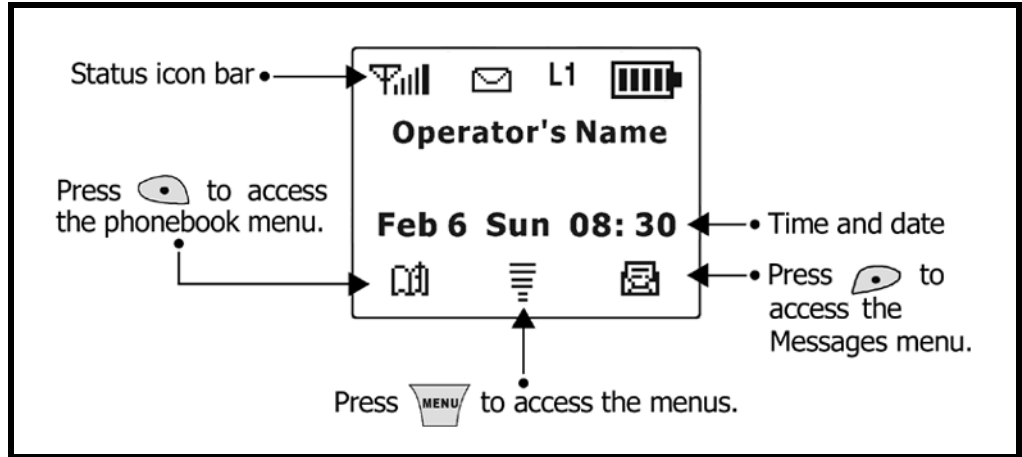 Status icon bar
L1
Operator's Name
Press to access
the phonebook menu.
Feb 6 Sun 08: 30
Time and date
Press to
access the
Messages menu.
Press MENU to access the menus.